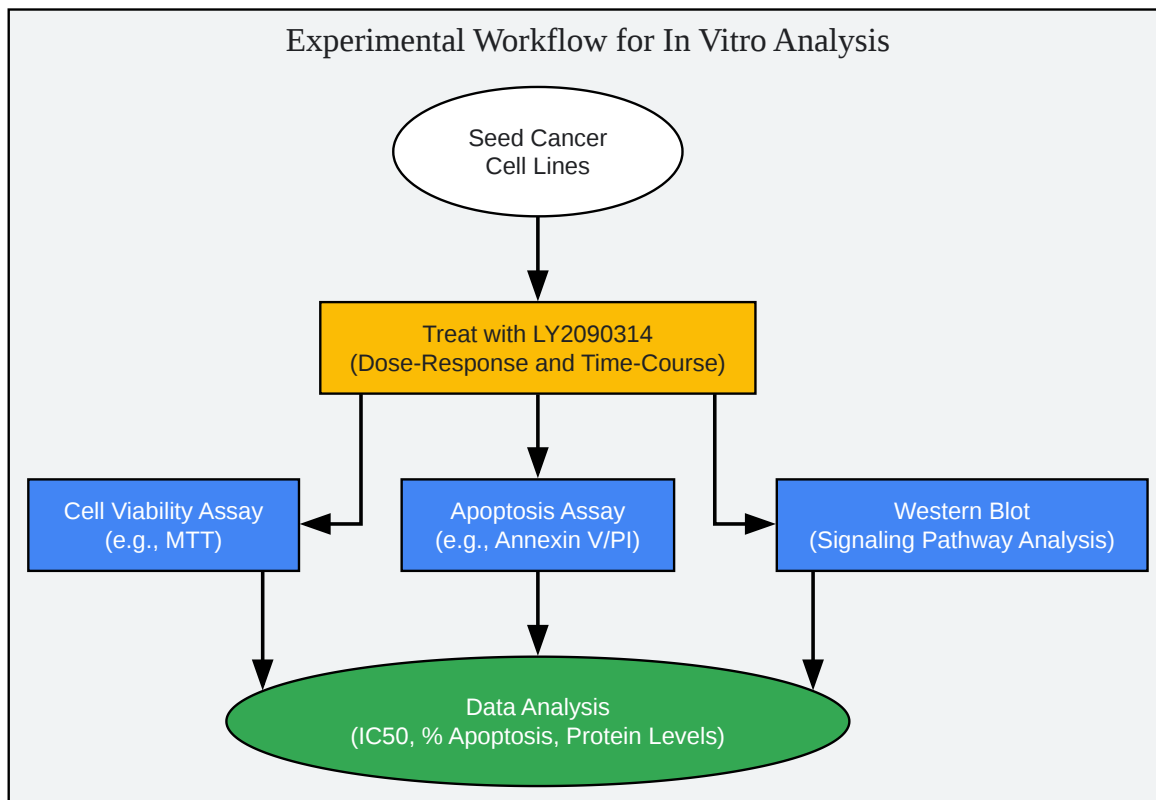 Experimental Workflow for In Vitro Analysis
Seed Cancer
Cell Lines
Treat with LY2090314
(Dose-Response and Time-Course)
Cell Viability Assay
(e.g., MTT)
Apoptosis Assay
(e.g., Annexin V/PI)
Western Blot
(Signaling Pathway Analysis)
Data Analysis
(IC50, % Apoptosis, Protein Levels)